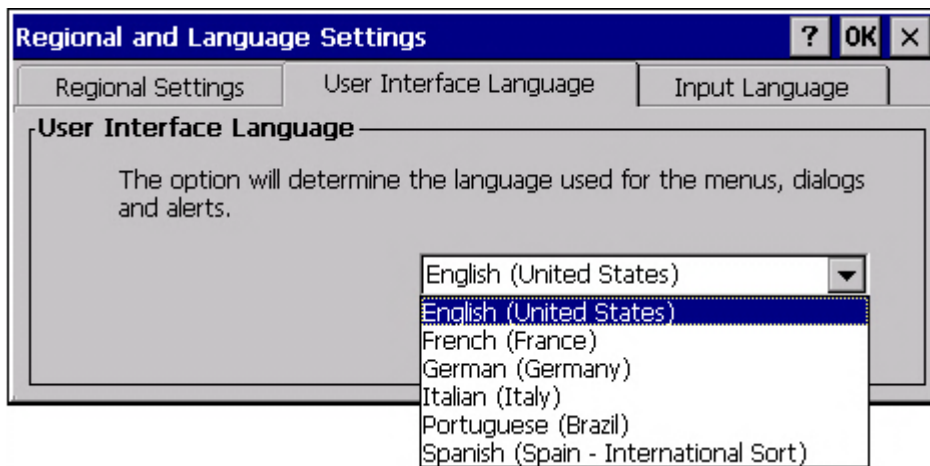 Regional and Language Settings ? OK ×
Regional Settings User Interface Language Input Language
User Interface Language
The option will determine the language used for the menus, dialogs
and alerts.
English (United States)
English (United States)
French (France)
German (Germany)
Italian (Italy)
Portuguese (Brazil)
Spanish (Spain - International Sort)